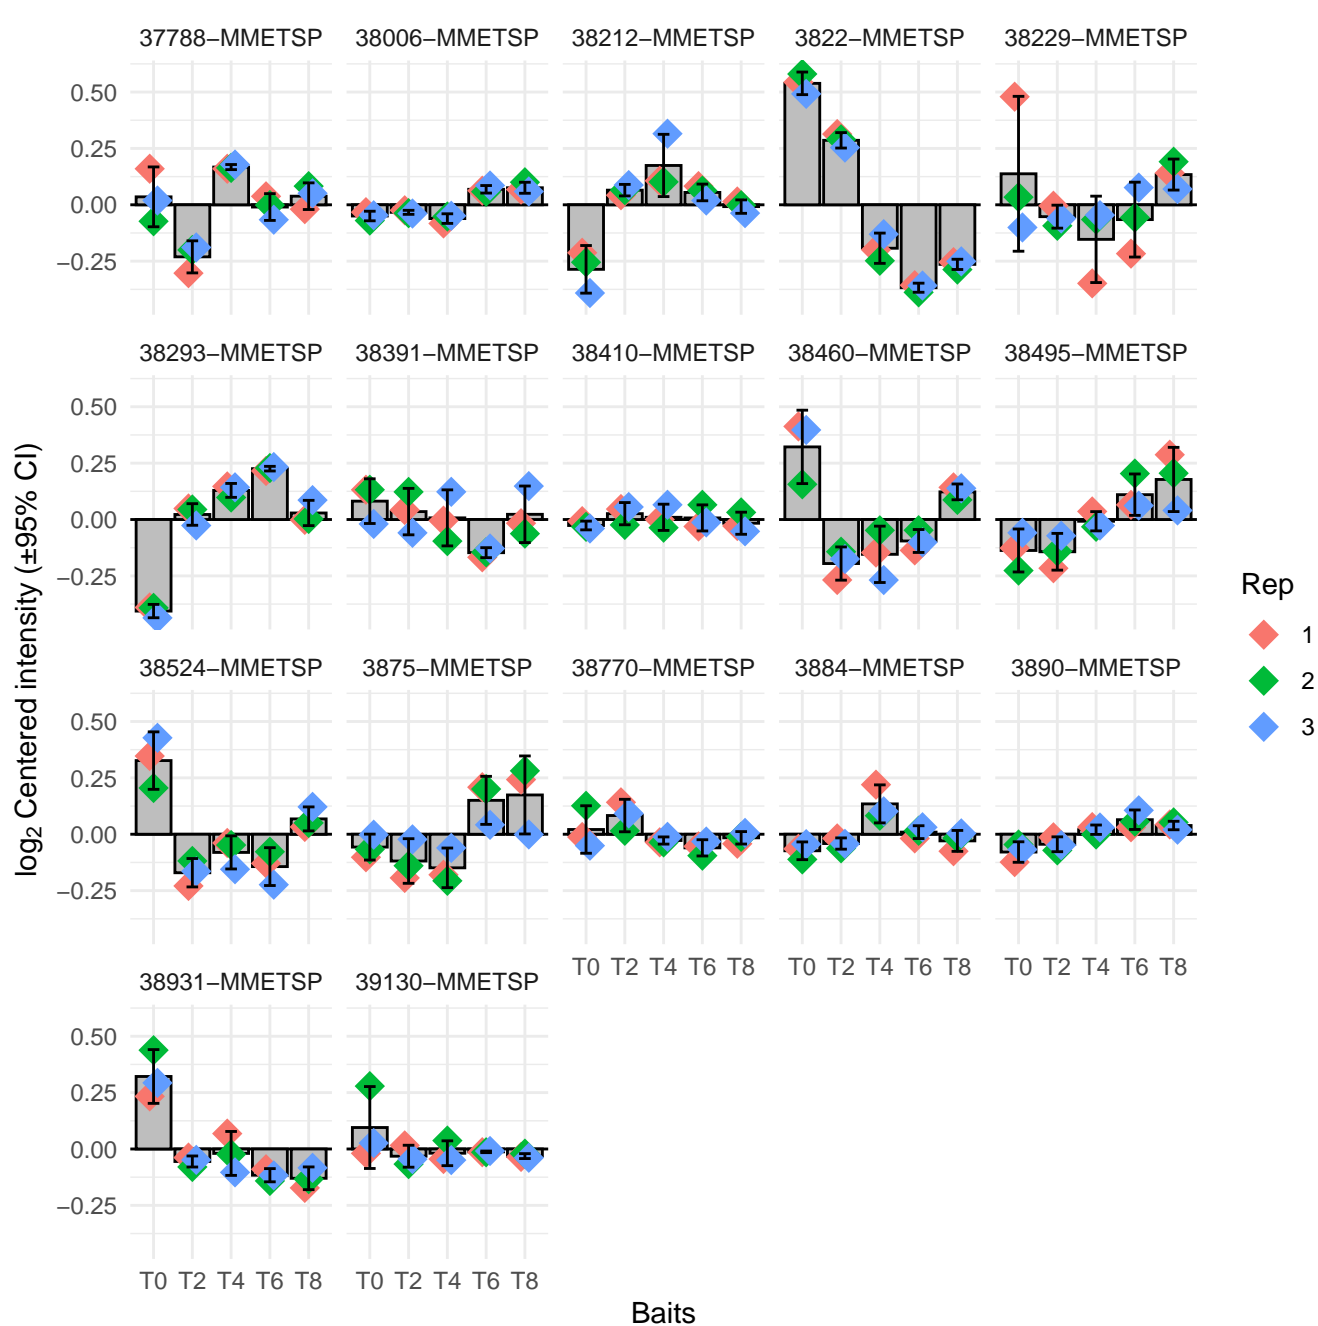 37788−MMETSP 38006−MMETSP 38212−MMETSP 3822−MMETSP 38229−MMETSP
0.50
0.25
0.00
−0.25
38293−MMETSP 38391−MMETSP 38410−MMETSP 38460−MMETSP 38495−MMETSP
0.50
0.25
0.00
−0.25
38524−MMETSP 3875−MMETSP 38770−MMETSP 3884−MMETSP 3890−MMETSP
0.50
0.25
0.00
−0.25
T0 T2 T4 T6 T8 T0 T2 T4 T6 T8 T0 T2 T4 T6 T8
38931−MMETSP 39130−MMETSP
0.50
0.25
0.00
−0.25
T0 T2 T4 T6 T8 T0 T2 T4 T6 T8
Baits
log₂ Centered intensity (±95% CI)
Rep
1
2
3